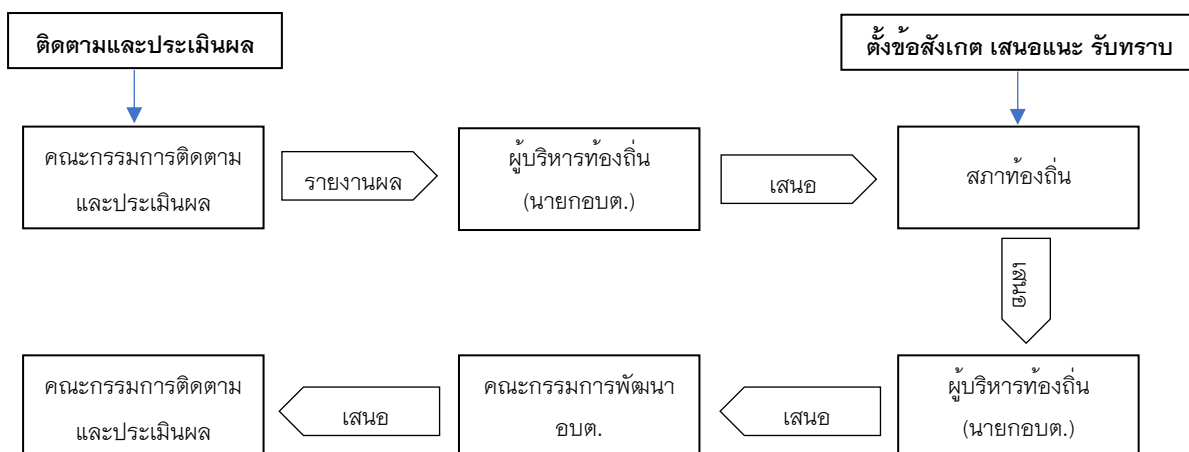 ติดตามและประเมินผล
ตั้งข้อสังเกต เสนอแนะ รับทราบ
คณะกรรมการติดตาม
และประเมินผล
รายงานผล
ผู้บริหารท้องถิ่น
(นายกอบต.)
เสนอ
สภาท้องถิ่น
เสนอ
คณะกรรมการติดตาม
และประเมินผล
เสนอ
คณะกรรมการพัฒนา
อบต.
เสนอ
ผู้บริหารท้องถิ่น
(นายกอบต.)